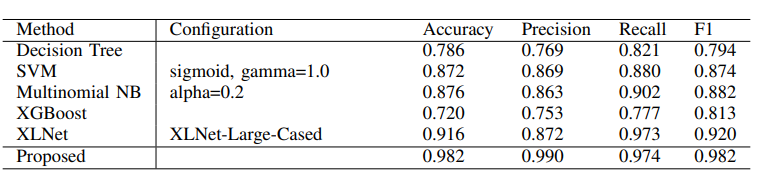 Method Configuration Accuracy Precision Recall F1
Decision Tree 0.786 0.769 0.821 0.794
SVM sigmoid, gamma=1.0 0.872 0.869 0.880 0.874
Multinomial NB alpha=0.2 0.876 0.863 0.902 0.882
XGBoost 0.720 0.753 0.777 0.813
XLNet XLNet-Large-Cased 0.916 0.872 0.973 0.920
Proposed 0.982 0.990 0.974 0.982